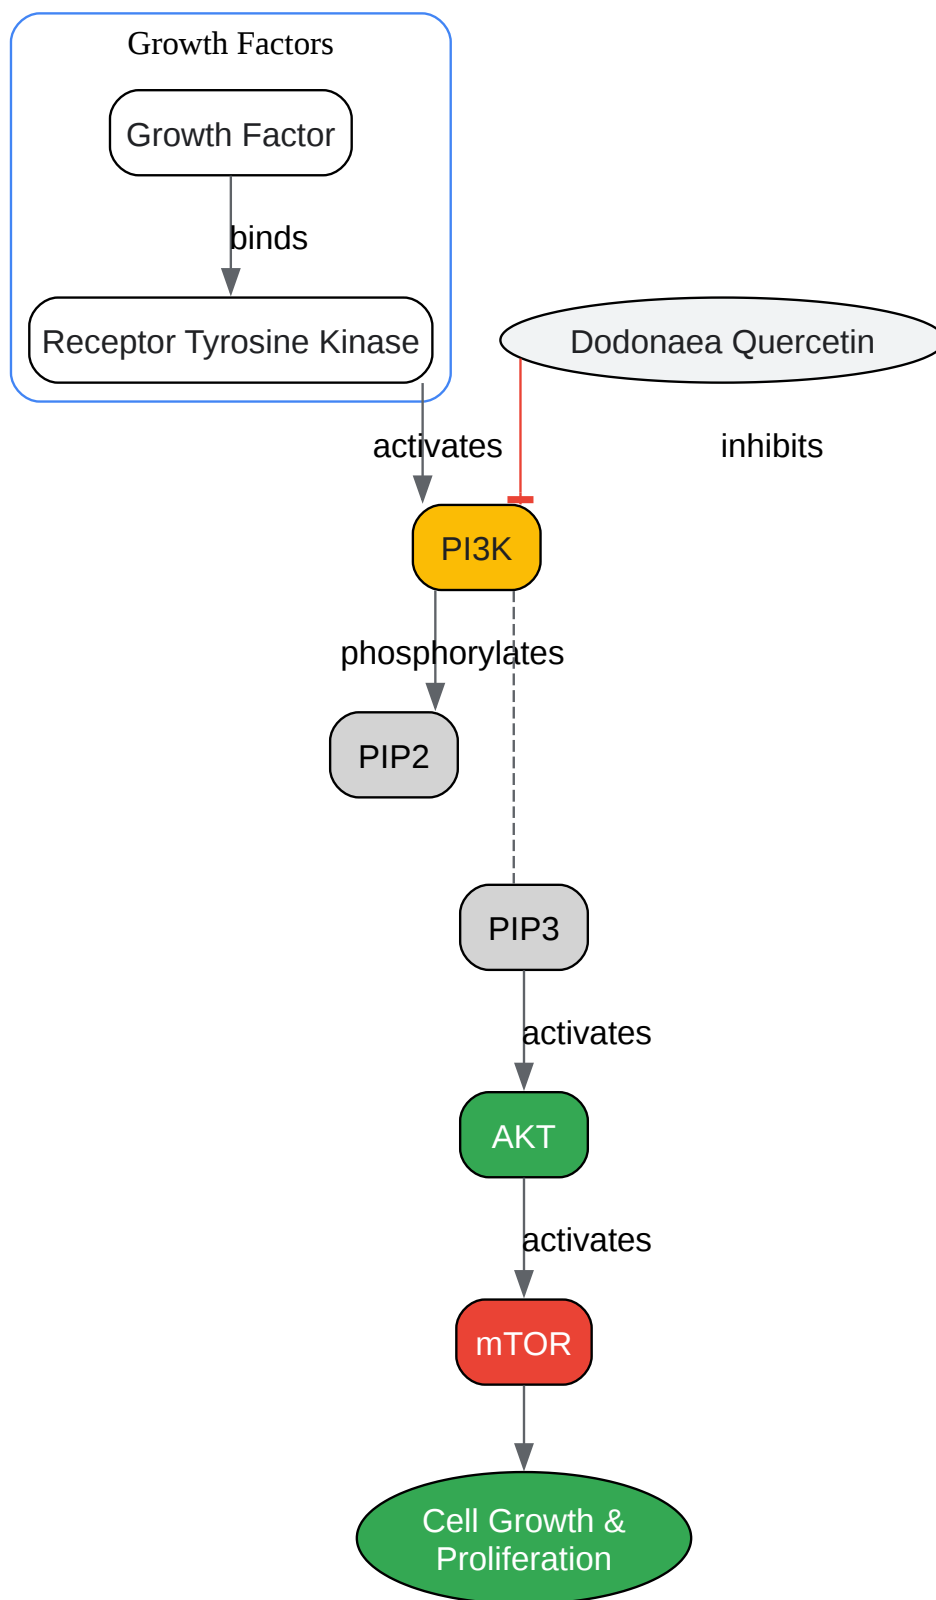 Growth Factors
Growth Factor
binds
Receptor Tyrosine Kinase
Dodonaea Quercetin
activates
inhibits
PI3K
phosphorylates
PIP2
PIP3
activates
AKT
activates
mTOR
Cell Growth &
Proliferation